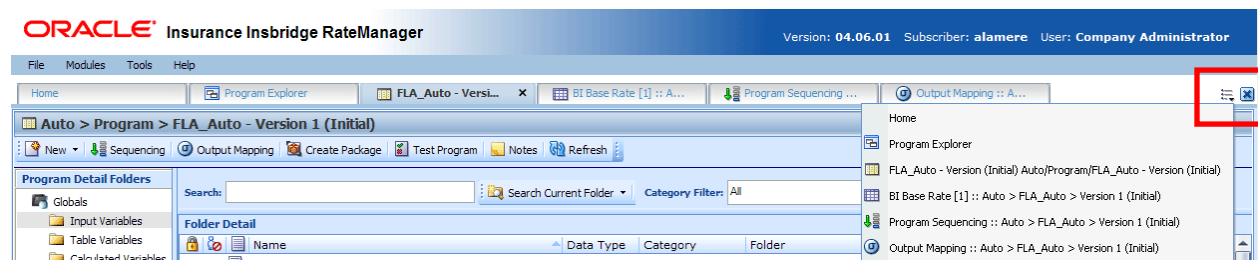 ORACLE® Insurance Insbridge RateManager
Version: 04.06.01 Subscriber: alamere User: Company Administrator
File Modules Tools Help
Home Program Explorer FLA_Auto - Versi... BI Base Rate [1] :: A... Program Sequencing ... Output Mapping :: A...
Auto > Program > FLA_Auto - Version 1 (Initial)
New Sequencing Output Mapping Create Package Test Program Notes Refresh
Program Detail Folders
Globals
Input Variables
Table Variables
Calculated Variables
Search: Search Current Folder Category Filter: All
Folder Detail
Name Data Type Category Folder
Home
Program Explorer
FLA_Auto - Version (Initial) Auto/Program/FLA_Auto - Version (Initial)
BI Base Rate [1] :: Auto > FLA_Auto > Version 1 (Initial)
Program Sequencing :: Auto > FLA_Auto > Version 1 (Initial)
Output Mapping :: Auto > FLA_Auto > Version 1 (Initial)